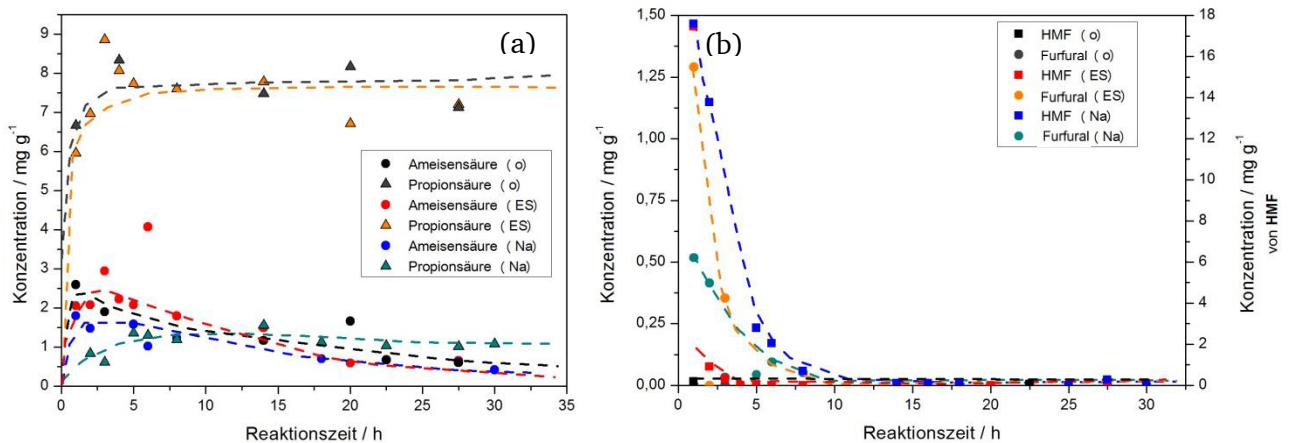 (a)
Konzentration / mg g⁻¹
9
8
7
6
5
4
3
2
1
0
Ameisensäure ( o )
Propionsäure ( o )
Ameisensäure ( ES )
Propionsäure ( ES )
Ameisensäure ( Na )
Propionsäure ( Na )
0 5 10 15 20 25 30 35
Reaktionszeit / h
(b)
Konzentration / mg g⁻¹
1,50
1,25
1,00
0,75
0,50
0,25
0,00
HMF ( o )
Furfural ( o )
HMF ( ES )
Furfural ( ES )
HMF ( Na )
Furfural ( Na )
18
16
14
12
10
8
6
4
2
0
Konzentration / mg g⁻¹
von HMF
0 5 10 15 20 25 30
Reaktionszeit / h